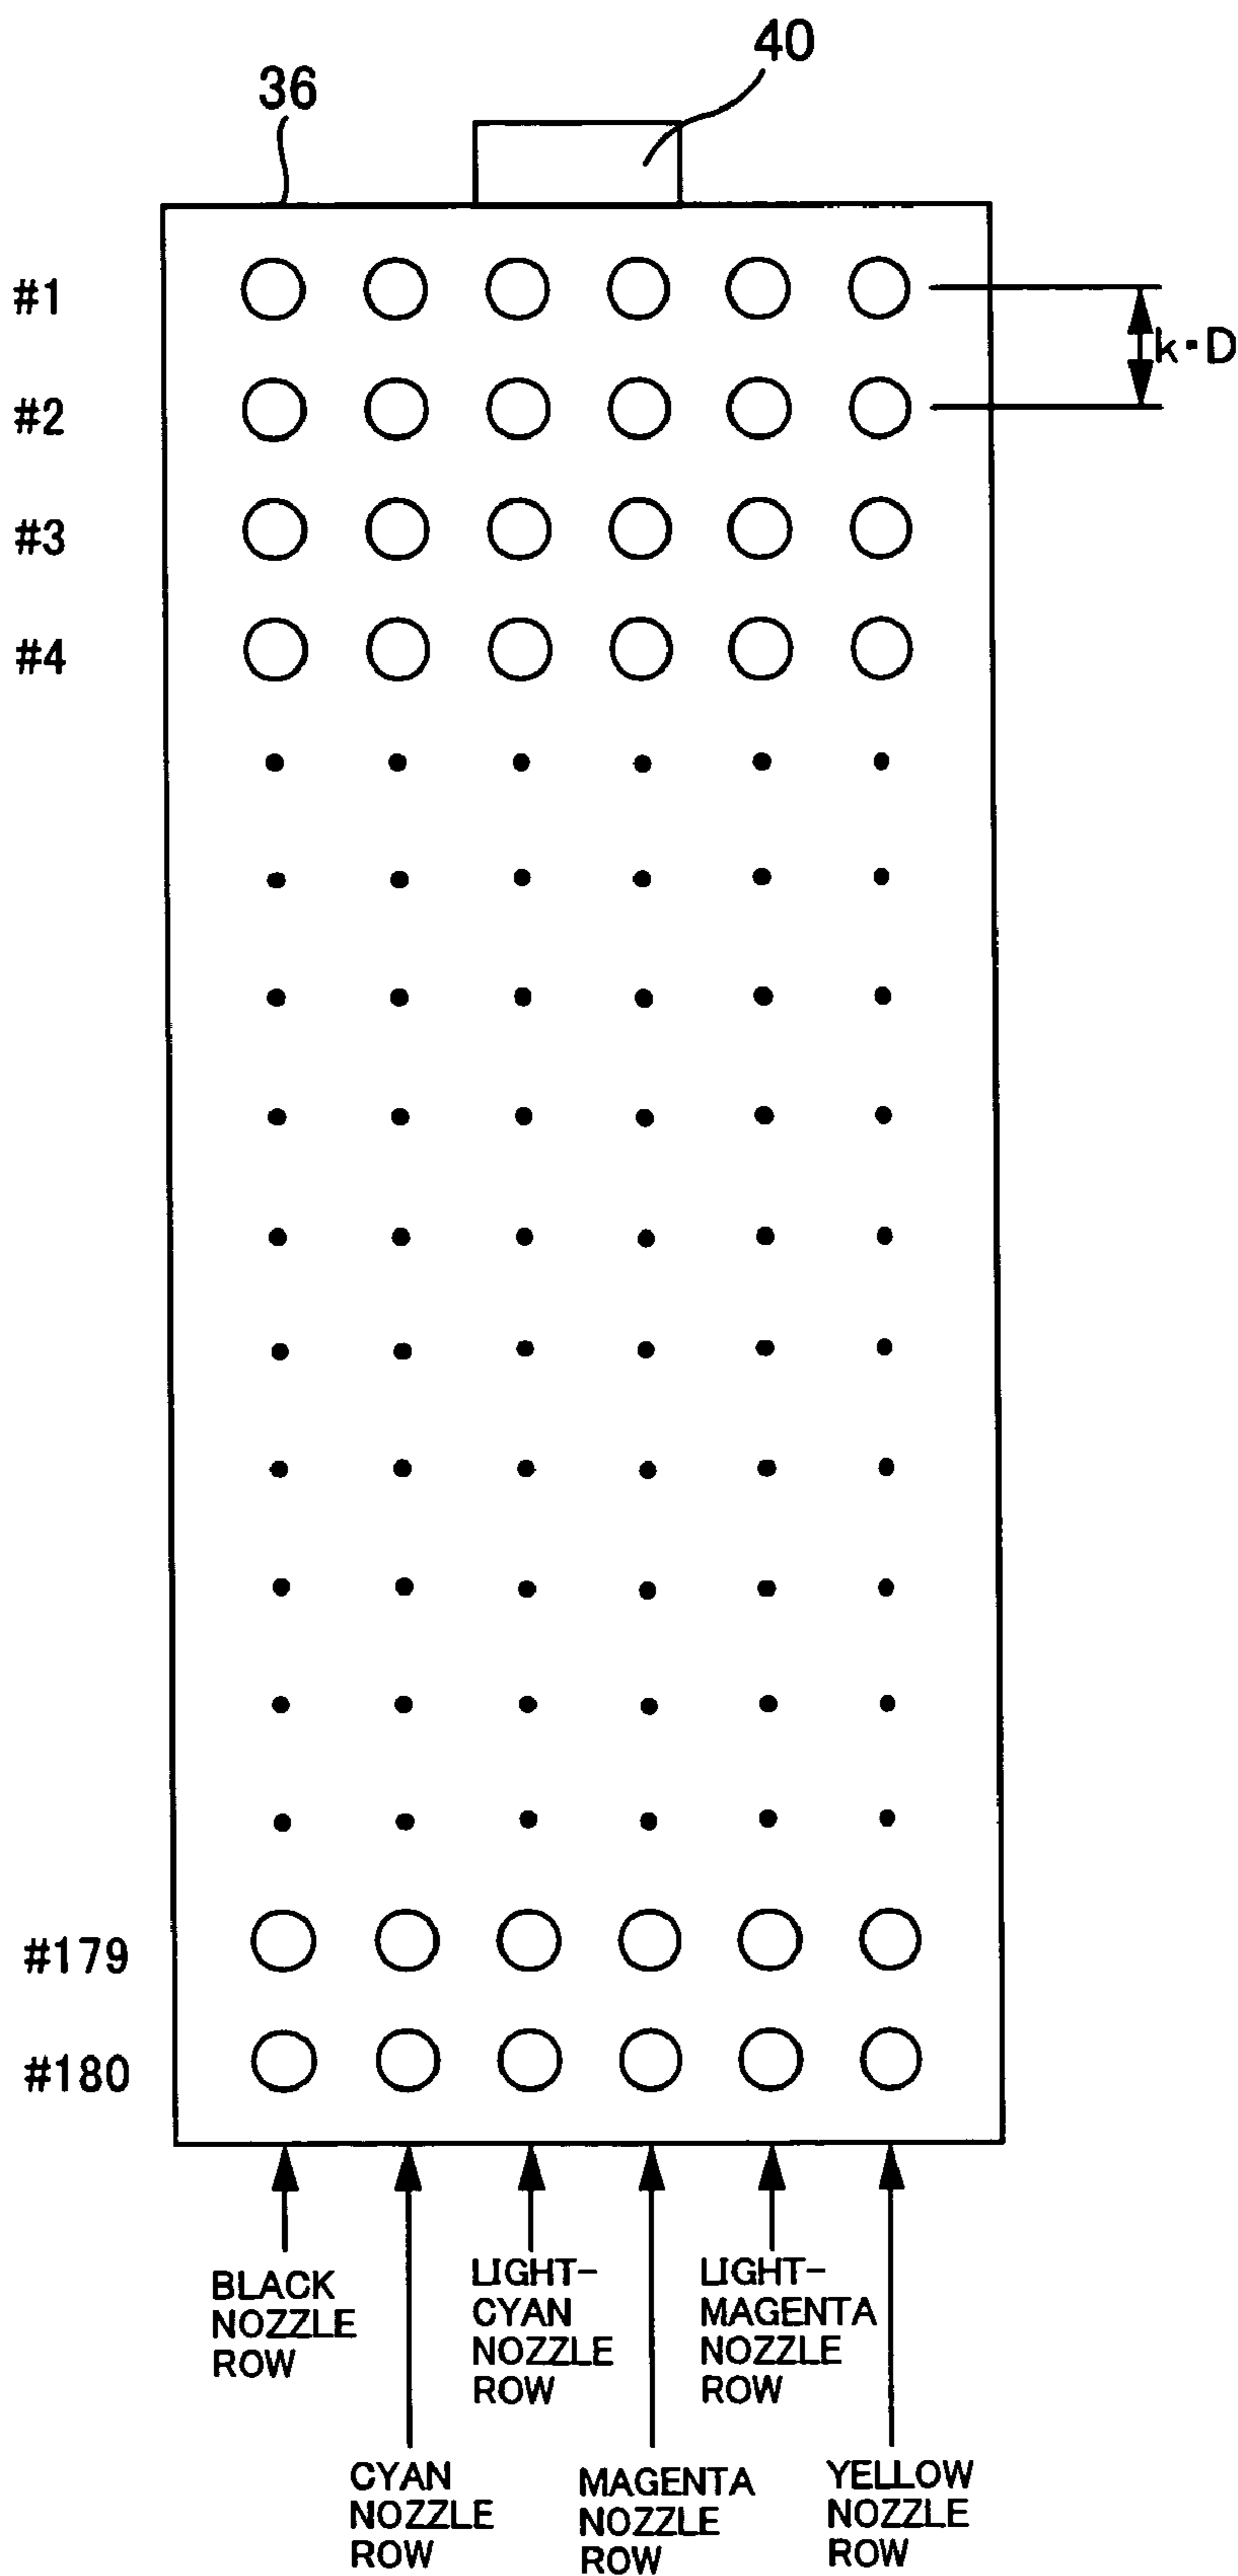 40
36
#1
k·D
#2
#3
#4
#179
#180
BLACK
NOZZLE
ROW
LIGHT-
CYAN
NOZZLE
ROW
LIGHT-
MAGENTA
NOZZLE
ROW
CYAN
NOZZLE
ROW
MAGENTA
NOZZLE
ROW
YELLOW
NOZZLE
ROW